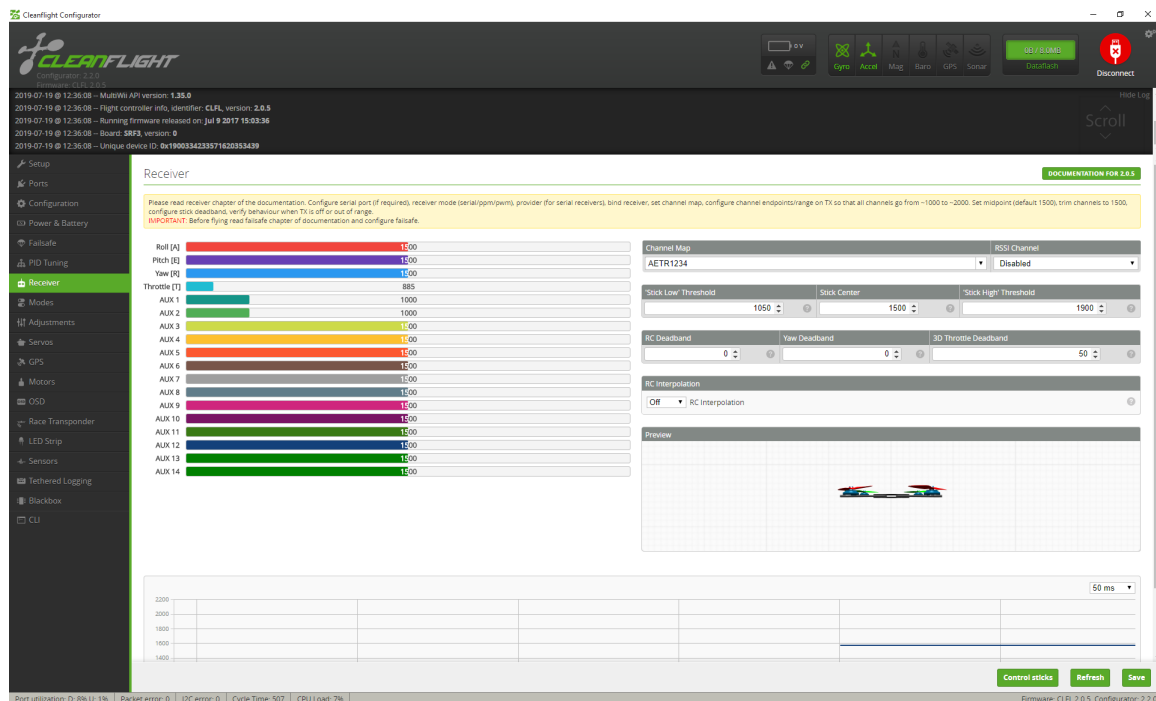 Cleanflight Configurator
CLEANFLIGHT
Configurator: 2.2.0
Firmware: CLFL 2.0.5
0 V
Gyro Accel Mag Baro GPS Sonar
Dataflash
Disconnect
2019-07-19 @ 12:36:08 -- MultiWii API version: 1.35.0
Hide Log
2019-07-19 @ 12:36:08 -- Flight controller info, identifier: CLFL, version: 2.0.5
2019-07-19 @ 12:36:08 -- Running firmware released on: Jul 9 2017 15:03:36
Scroll
2019-07-19 @ 12:36:08 -- Board: SRF3, version: 0
2019-07-19 @ 12:36:08 -- Unique device ID: 0x1900334233571620353439
Setup
Ports
Configuration
Power & Battery
Failsafe
PID Tuning
Receiver
Modes
Adjustments
Servos
GPS
Motors
OSD
Race Transponder
LED Strip
Sensors
Tethered Logging
Blackbox
CLI
Receiver
DOCUMENTATION FOR 2.0.5
Please read receiver chapter of the documentation. Configure serial port (if required), receiver mode (serial/ppm/pwm), provider (for serial receivers), bind receiver, set channel map, configure channel endpoints/range on TX so that all channels go from ~1000 to ~2000. Set midpoint (default 1500), trim channels to 1500,
configure stick deadband, verify behaviour when TX is off or out of range.
IMPORTANT: Before flying read failsafe chapter of documentation and configure failsafe.
Roll [A] 1500
Pitch [E] 1500
Yaw [R] 1500
Throttle [T] 885
AUX 1 1000
AUX 2 1000
AUX 3 1500
AUX 4 1500
AUX 5 1500
AUX 6 1500
AUX 7 1500
AUX 8 1500
AUX 9 1500
AUX 10 1500
AUX 11 1500
AUX 12 1500
AUX 13 1500
AUX 14 1500
Channel Map RSSI Channel
AETR1234 Disabled
'Stick Low' Threshold Stick Center 'Stick High' Threshold
1050 1500 1900
RC Deadband Yaw Deadband 3D Throttle Deadband
0 0 50
RC Interpolation
Off RC Interpolation
Preview
50 ms
2200
2000
1800
1600
1400
Control sticks Refresh Save
Port utilization: D: 8% U: 1% Packet error: 0 I2C error: 0 Cycle Time: 507 CPU Load: 7%
Firmware: CLFL 2.0.5, Configurator: 2.2.0